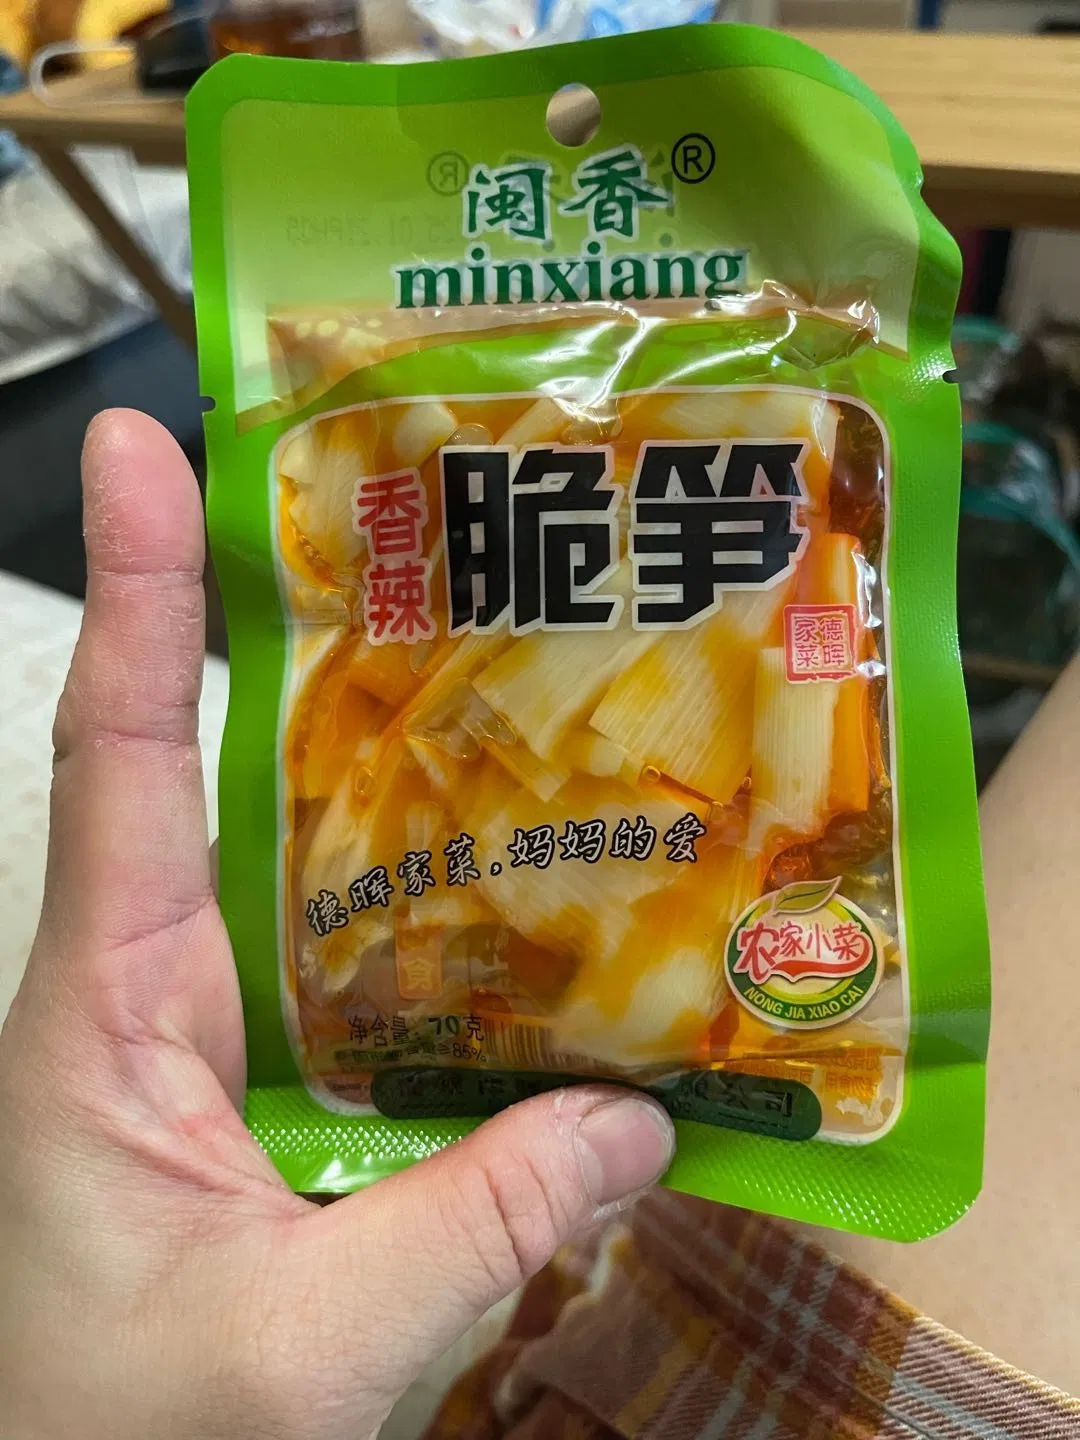 闽香®
minxiang
香辣
脆笋
德晖
家菜
德晖家菜,妈妈的爱
农家小菜
NONG JIA XIAO CAI
净含量:70克
≥85%